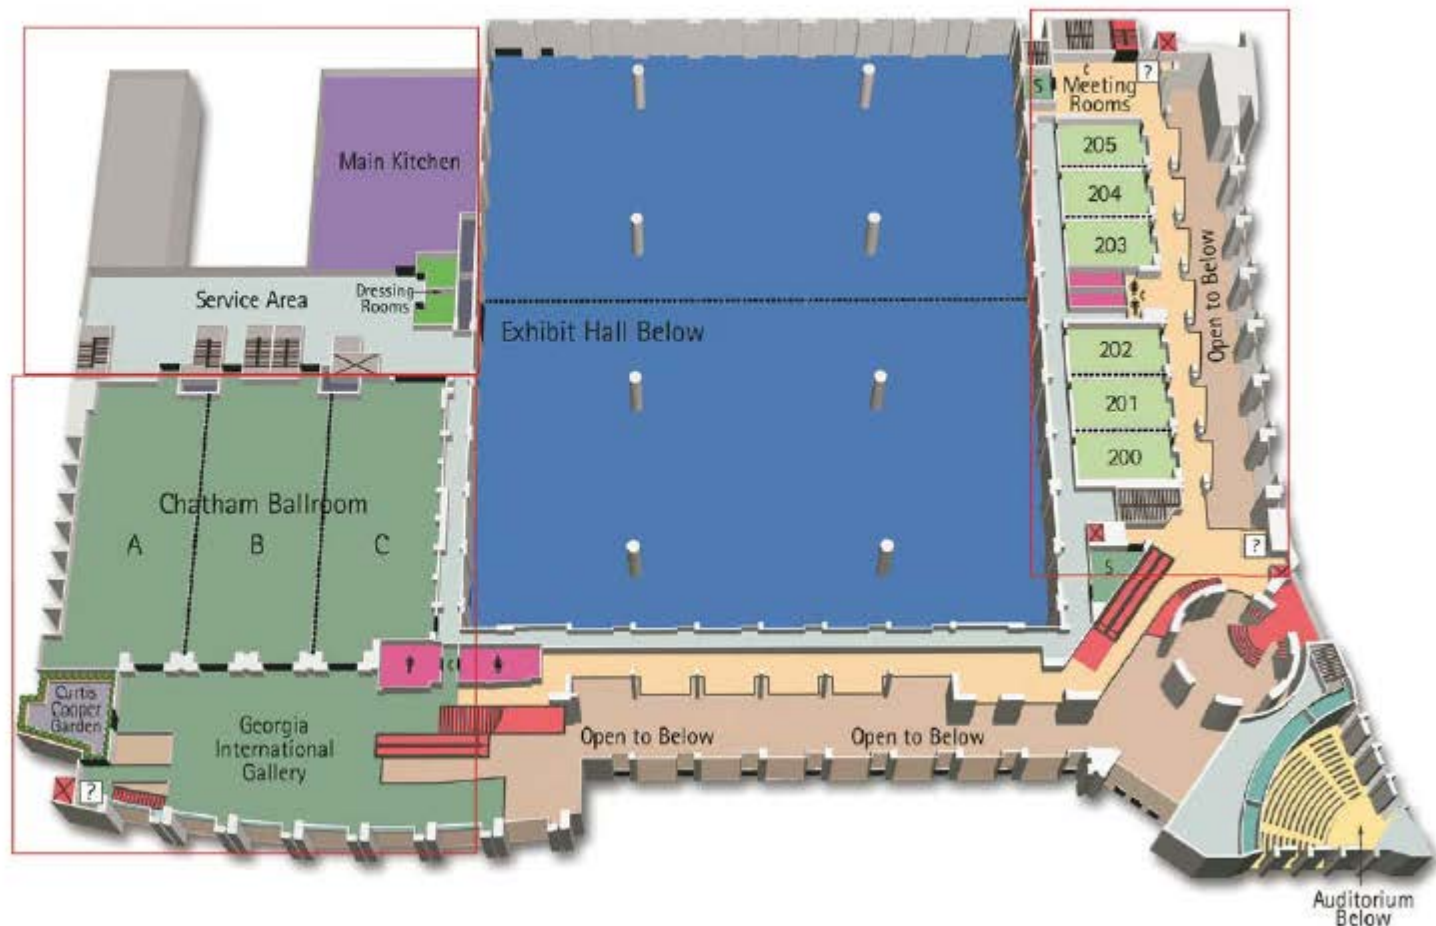 Main Kitchen
Service Area
Dressing
Rooms
Exhibit Hall Below
Chatham Ballroom
A
B
C
Curtis
Cooper
Garden
Georgia
International
Gallery
?
C
Open to Below
Open to Below
S
C
Meeting
Rooms
?
205
204
203
C
202
201
200
Open to Below
?
S
Auditorium
Below